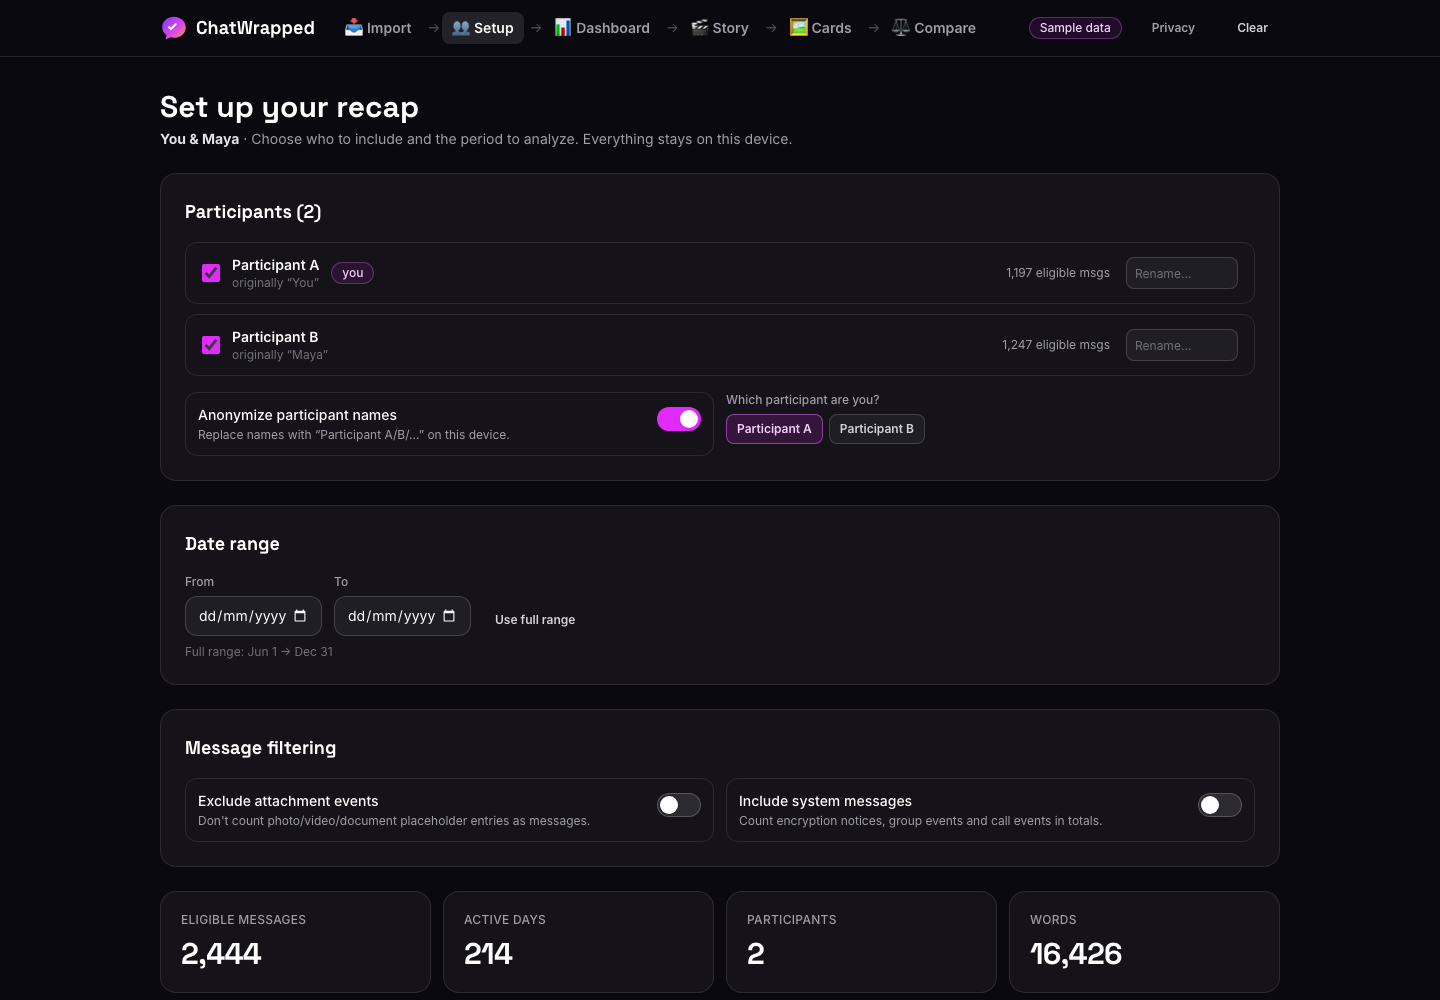 ChatWrapped
Import → Setup → Dashboard → Story → Cards → Compare
Sample data
Privacy
Clear
Set up your recap
You & Maya · Choose who to include and the period to analyze. Everything stays on this device.
Participants (2)
Participant A
you
originally “You”
1,197 eligible msgs
Rename...
Participant B
originally “Maya”
1,247 eligible msgs
Rename...
Anonymize participant names
Replace names with “Participant A/B/...” on this device.
Which participant are you?
Participant A
Participant B
Date range
From
To
dd/mm/yyyy
dd/mm/yyyy
Use full range
Full range: Jun 1 → Dec 31
Message filtering
Exclude attachment events
Don't count photo/video/document placeholder entries as messages.
Include system messages
Count encryption notices, group events and call events in totals.
ELIGIBLE MESSAGES
2,444
ACTIVE DAYS
214
PARTICIPANTS
2
WORDS
16,426